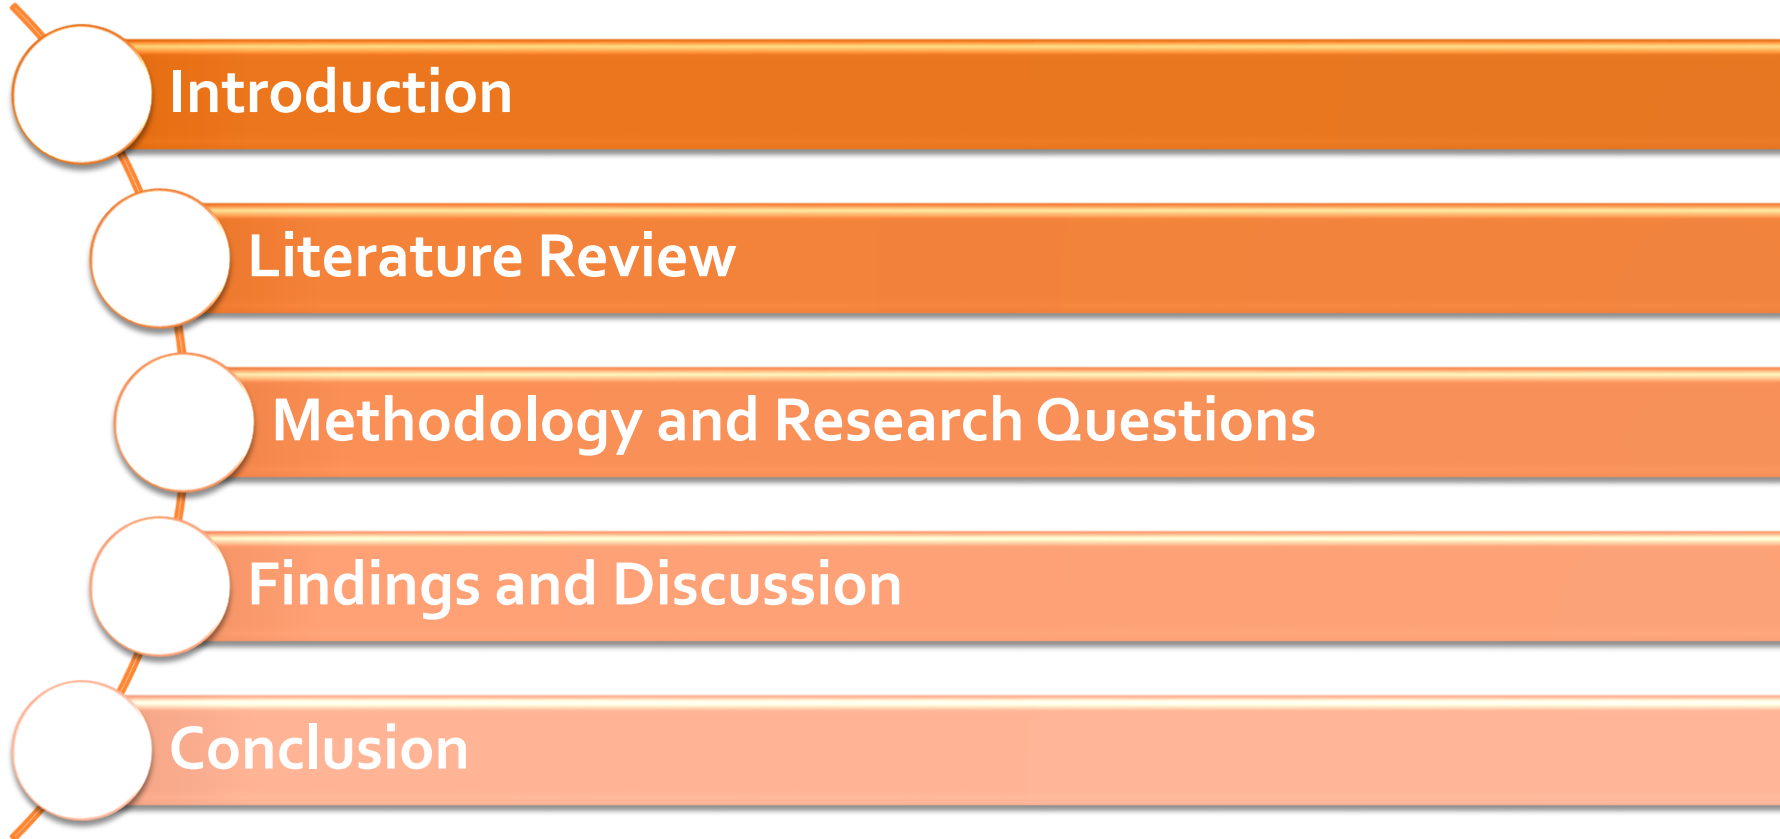 Introduction
Literature Review
Methodology and Research Questions
Findings and Discussion
Conclusion